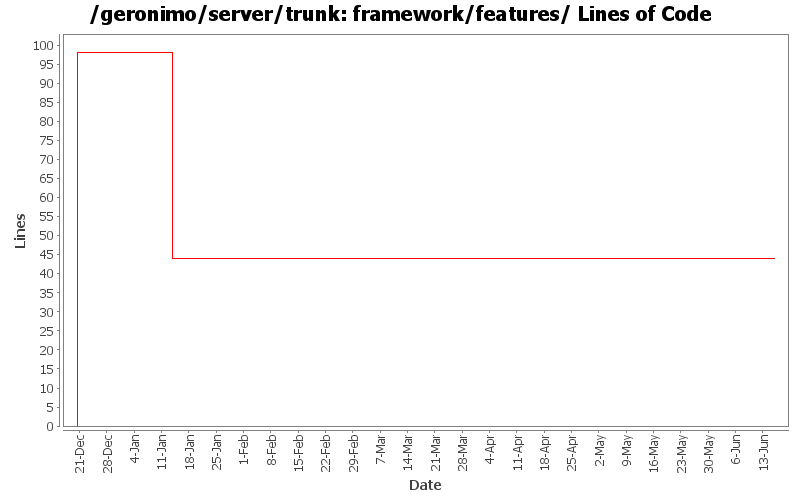 /geronimo/server/trunk: framework/features/ Lines of Code
100
95
90
85
80
75
70
65
60
55
50
45
40
35
30
25
20
15
10
5
0
Lines
21-Dec
28-Dec
4-Jan
11-Jan
18-Jan
25-Jan
1-Feb
8-Feb
15-Feb
22-Feb
29-Feb
7-Mar
14-Mar
21-Mar
28-Mar
4-Apr
11-Apr
18-Apr
25-Apr
2-May
9-May
16-May
23-May
30-May
6-Jun
13-Jun
Date